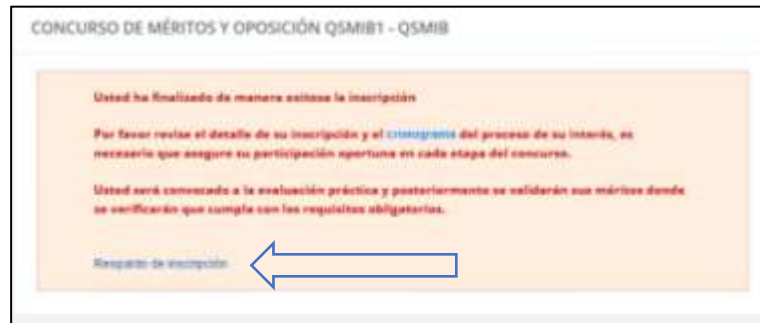 CONCURSO DE MÉRITOS Y OPOSICIÓN QSMIB1 - QSMIB
Usted ha finalizado de manera exitosa la inscripción
Por favor revise el detalle de su inscripción y el cronograma del proceso de su interés, es
necesario que asegure su participación oportuna en cada etapa del concurso.
Usted será convocado a la evaluación práctica y posteriormente se validarán sus méritos donde
se verificarán que cumpla con los requisitos obligatorios.
Respaldo de inscripción